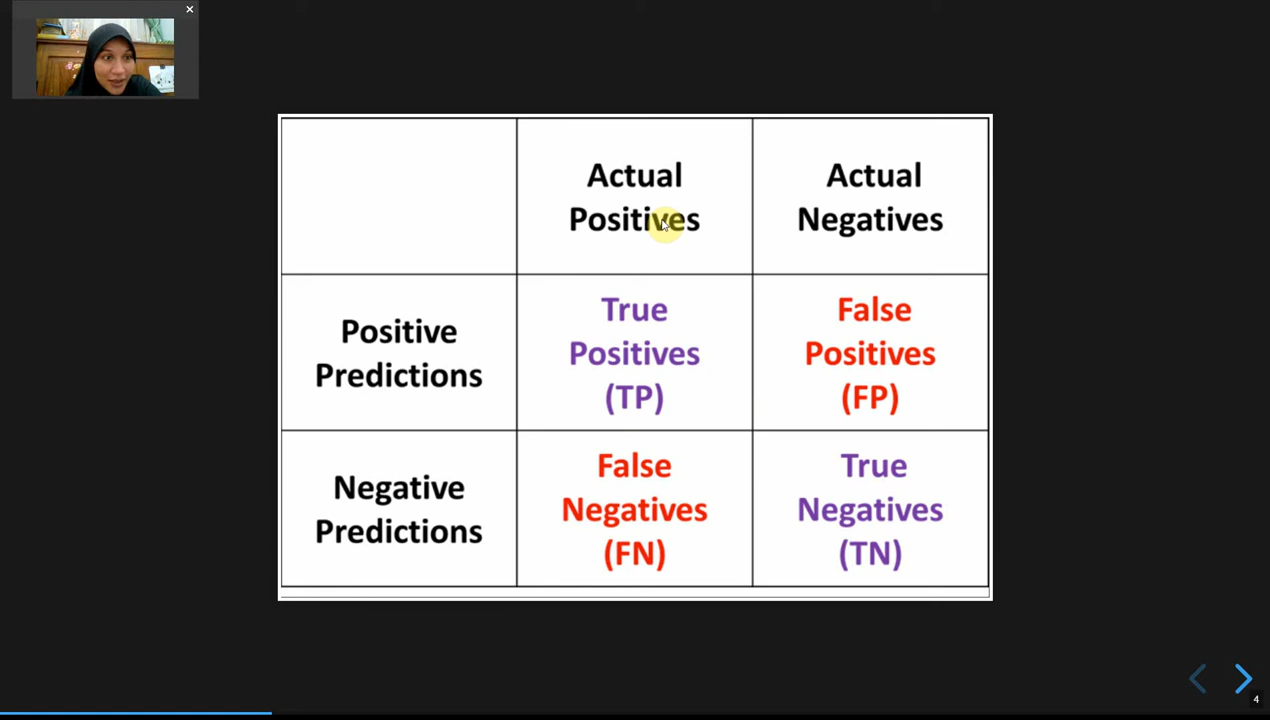 Actual
Positives
Actual
Negatives
Positive
Predictions
True
Positives
(TP)
False
Positives
(FP)
Negative
Predictions
False
Negatives
(FN)
True
Negatives
(TN)
4